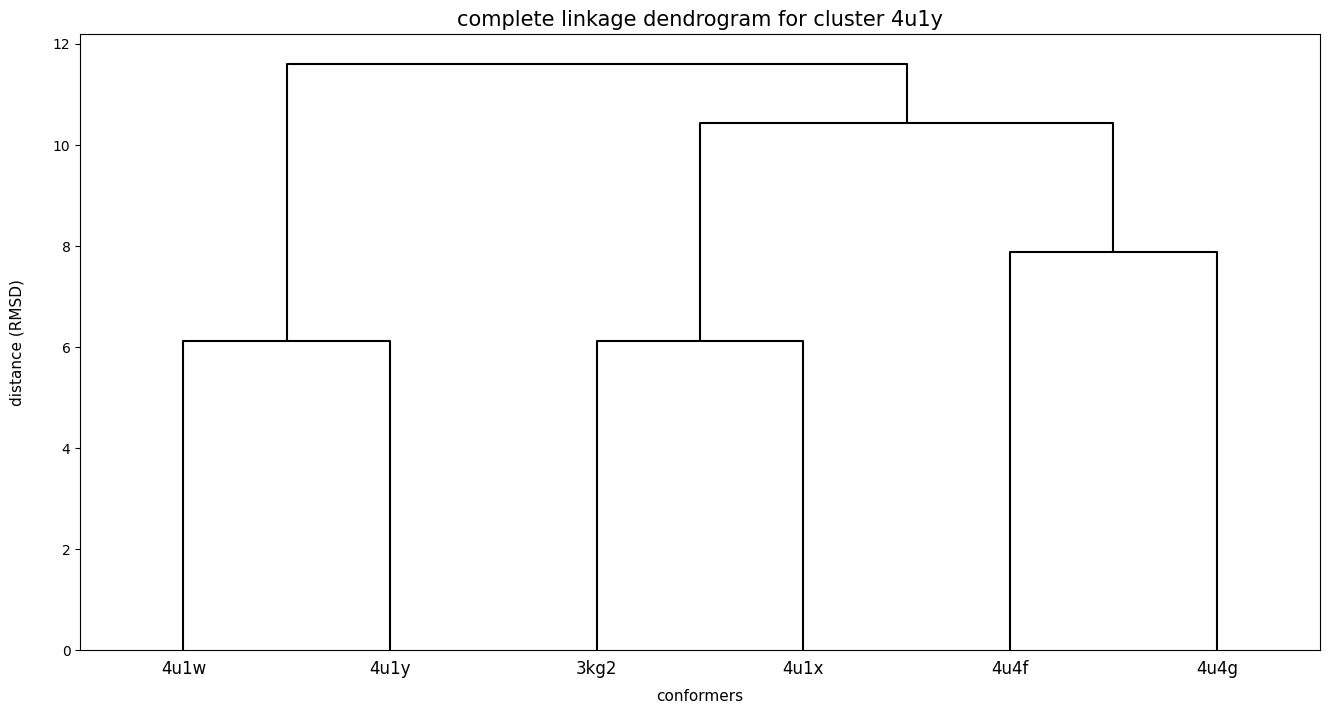 complete linkage dendrogram for cluster 4u1y
12
10
8
6
4
2
0
distance (RMSD)
4u1w 4u1y 3kg2 4u1x 4u4f 4u4g
conformers